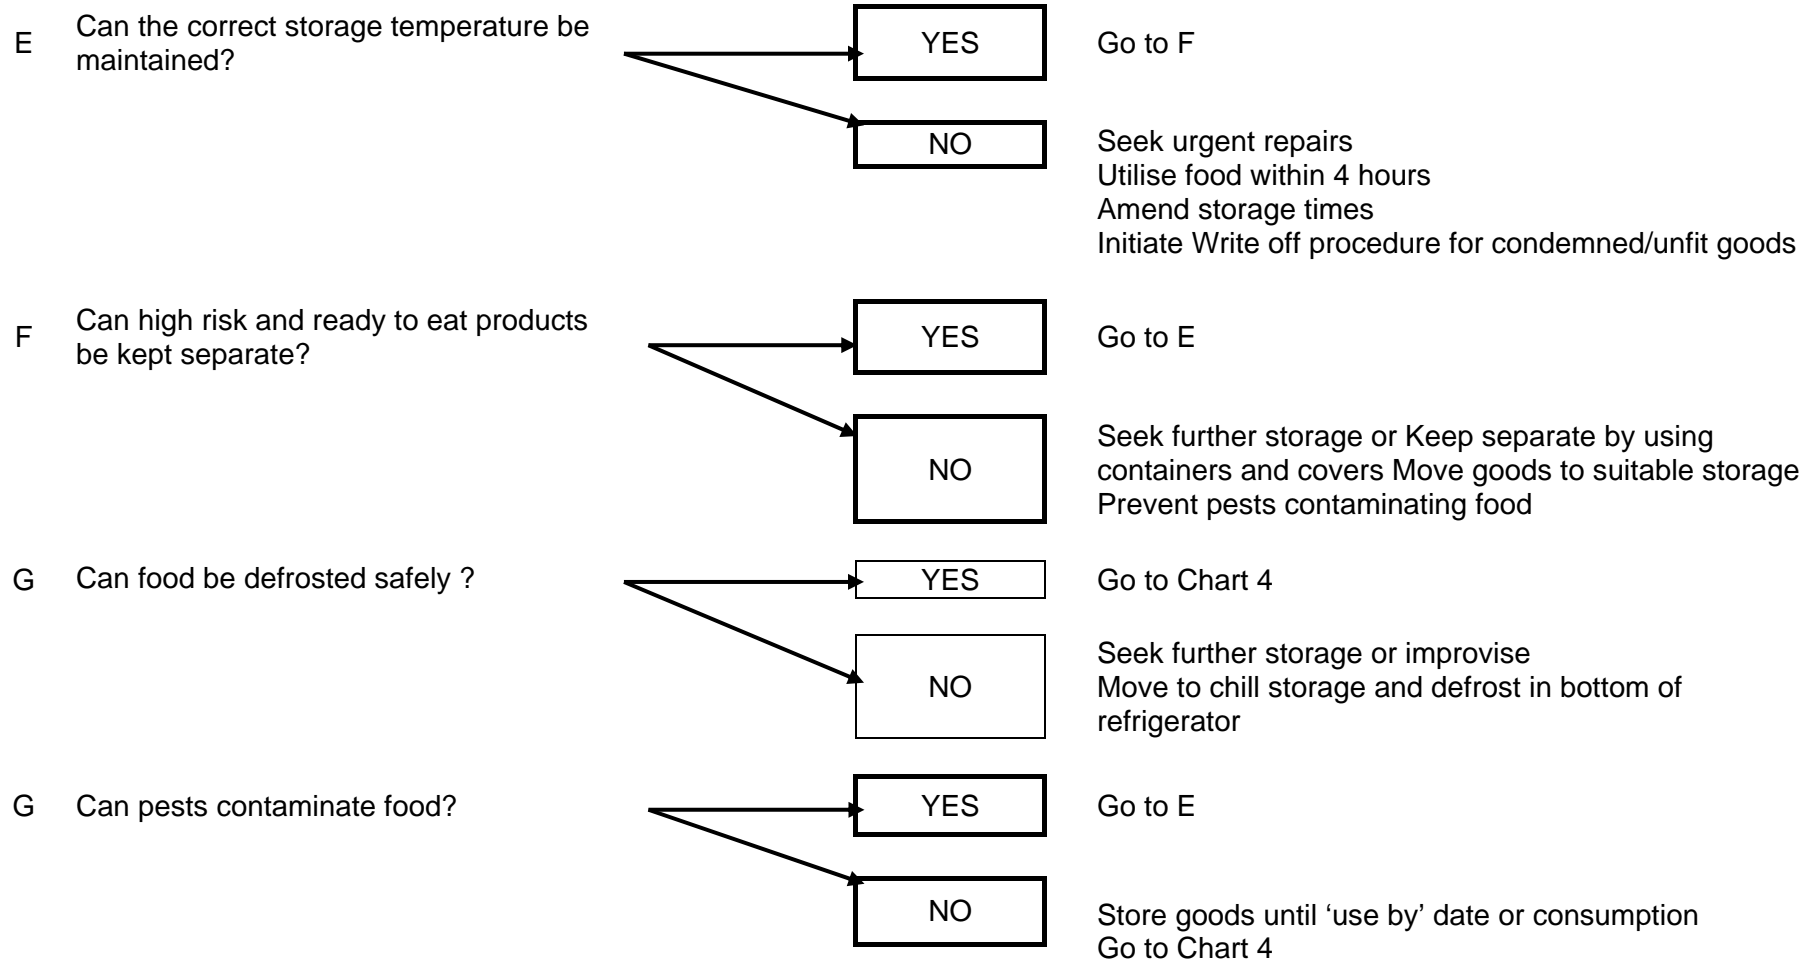 E
Can the correct storage temperature be
maintained?
YES
Go to F
NO
Seek urgent repairs
Utilise food within 4 hours
Amend storage times
Initiate Write off procedure for condemned/unfit goods
F
Can high risk and ready to eat products
be kept separate?
YES
Go to E
NO
Seek further storage or Keep separate by using
containers and covers Move goods to suitable storage
Prevent pests contaminating food
G
Can food be defrosted safely ?
YES
Go to Chart 4
NO
Seek further storage or improvise
Move to chill storage and defrost in bottom of
refrigerator
G
Can pests contaminate food?
YES
Go to E
NO
Store goods until ‘use by’ date or consumption
Go to Chart 4